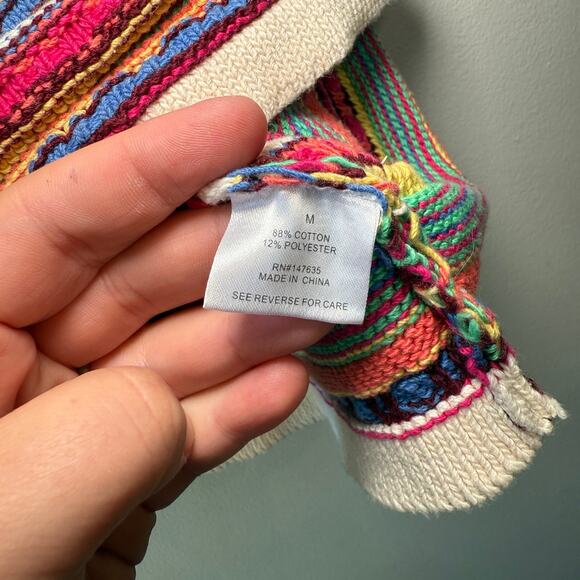 M
88% COTTON
12% POLYESTER
RN#147635
MADE IN CHINA
SEE REVERSE FOR CARE